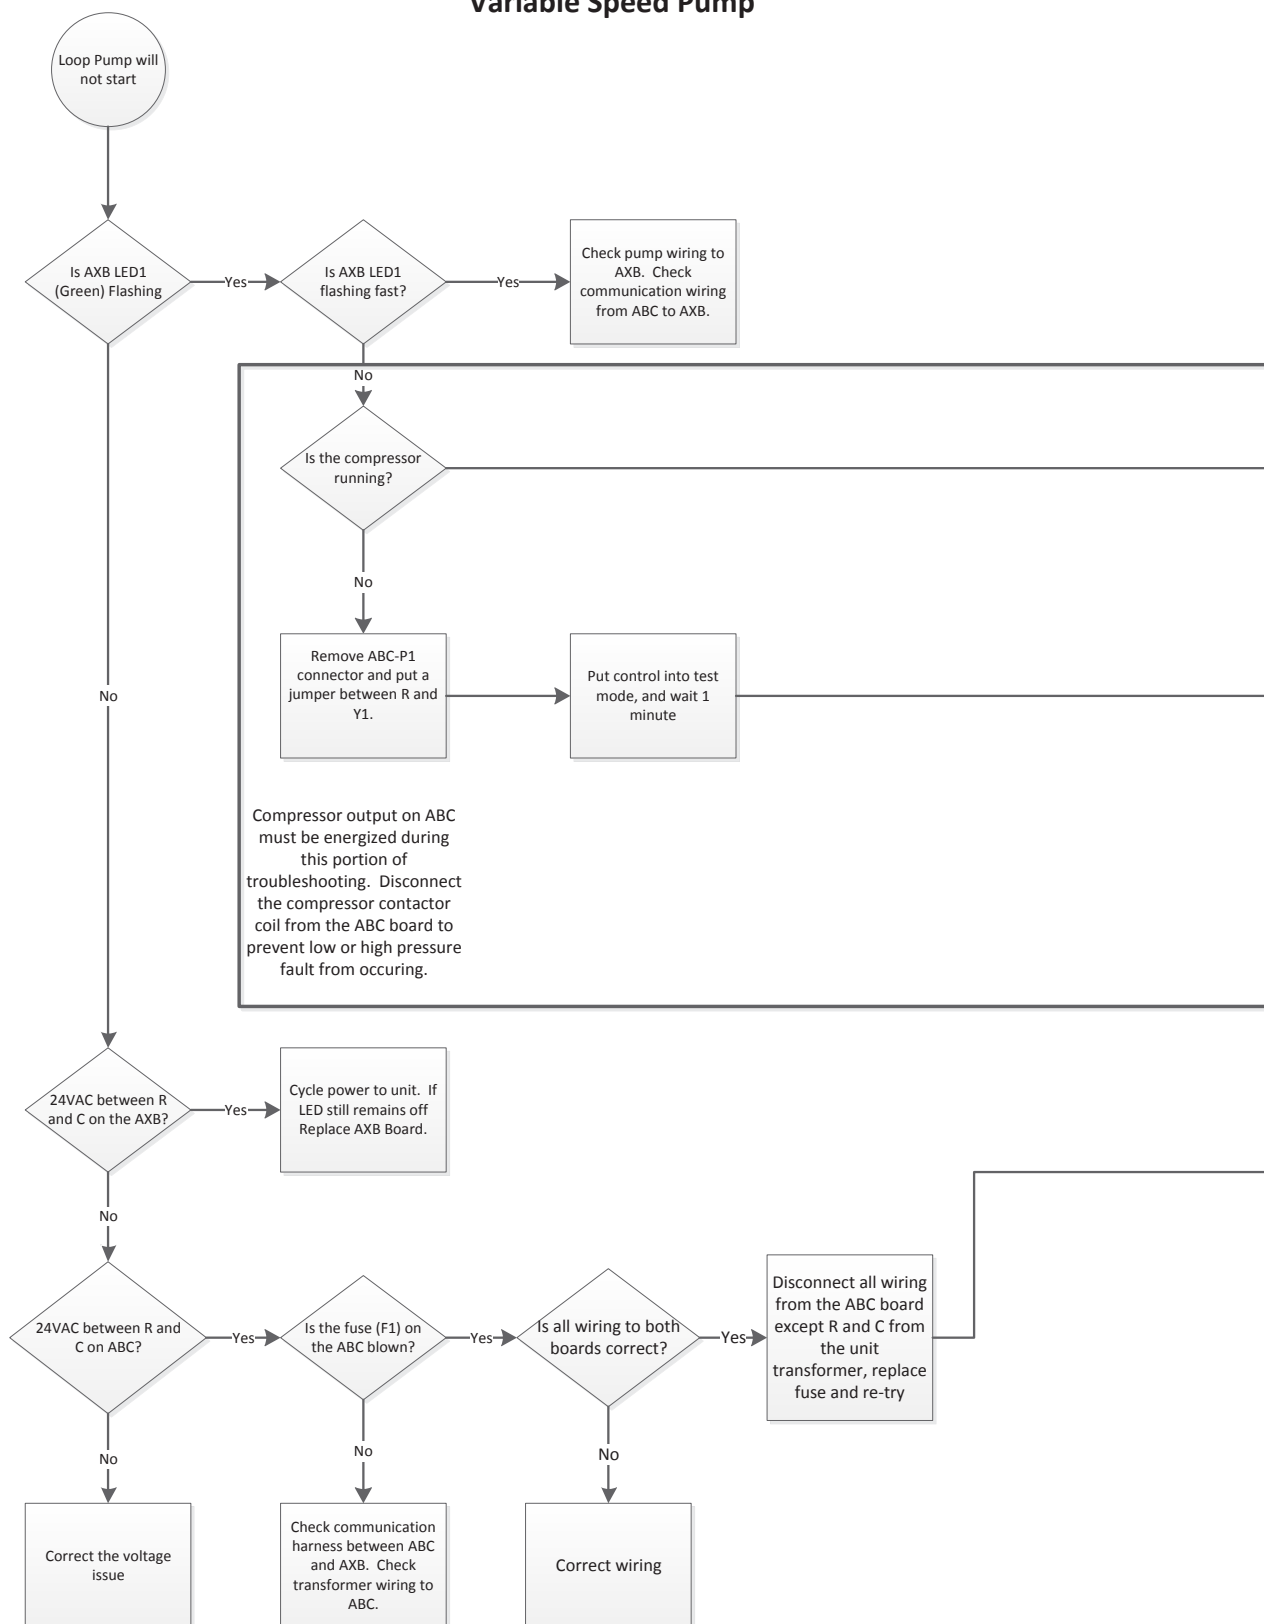 Variable Speed Pump
Loop Pump will
not start
Is AXB LED1
(Green) Flashing
Yes
Is AXB LED1
flashing fast?
Yes
Check pump wiring to
AXB.  Check
communication wiring
from ABC to AXB.
No
Is the compressor
running?
No
Remove ABC-P1
connector and put a
jumper between R and
Y1.
Put control into test
mode, and wait 1
minute
No
Compressor output on ABC
must be energized during
this portion of
troubleshooting.  Disconnect
the compressor contactor
coil from the ABC board to
prevent low or high pressure
fault from occuring.
24VAC between R
and C on the AXB?
Yes
Cycle power to unit.  If
LED still remains off
Replace AXB Board.
No
24VAC between R and
C on ABC?
Yes
Is the fuse (F1) on
the ABC blown?
Yes
Is all wiring to both
boards correct?
Yes
Disconnect all wiring
from the ABC board
except R and C from
the unit
transformer, replace
fuse and re-try
No
No
No
Correct the voltage
issue
Check communication
harness between ABC
and AXB.  Check
transformer wiring to
ABC.
Correct wiring